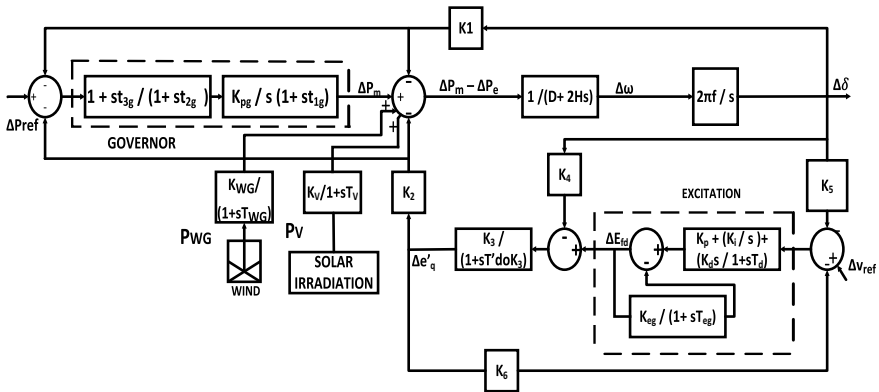 K1
1 + st3g / (1+ st2g )
Kpg / s (1+ st1g)
ΔPm
ΔPm – ΔPe
1 /(D+ 2Hs)
Δω
2πf / s
Δδ
ΔPref
GOVERNOR
KWG/
(1+sTWG)
KV/1+sTV
K2
K4
K5
EXCITATION
PWG
PV
WIND
SOLAR
IRRADIATION
Δe'q
K3 /
(1+sT'doK3)
ΔEfd
Kp + (Ki / s )+
(Kds / 1+sTd)
Δvref
Keg / (1+ sTeg)
K6